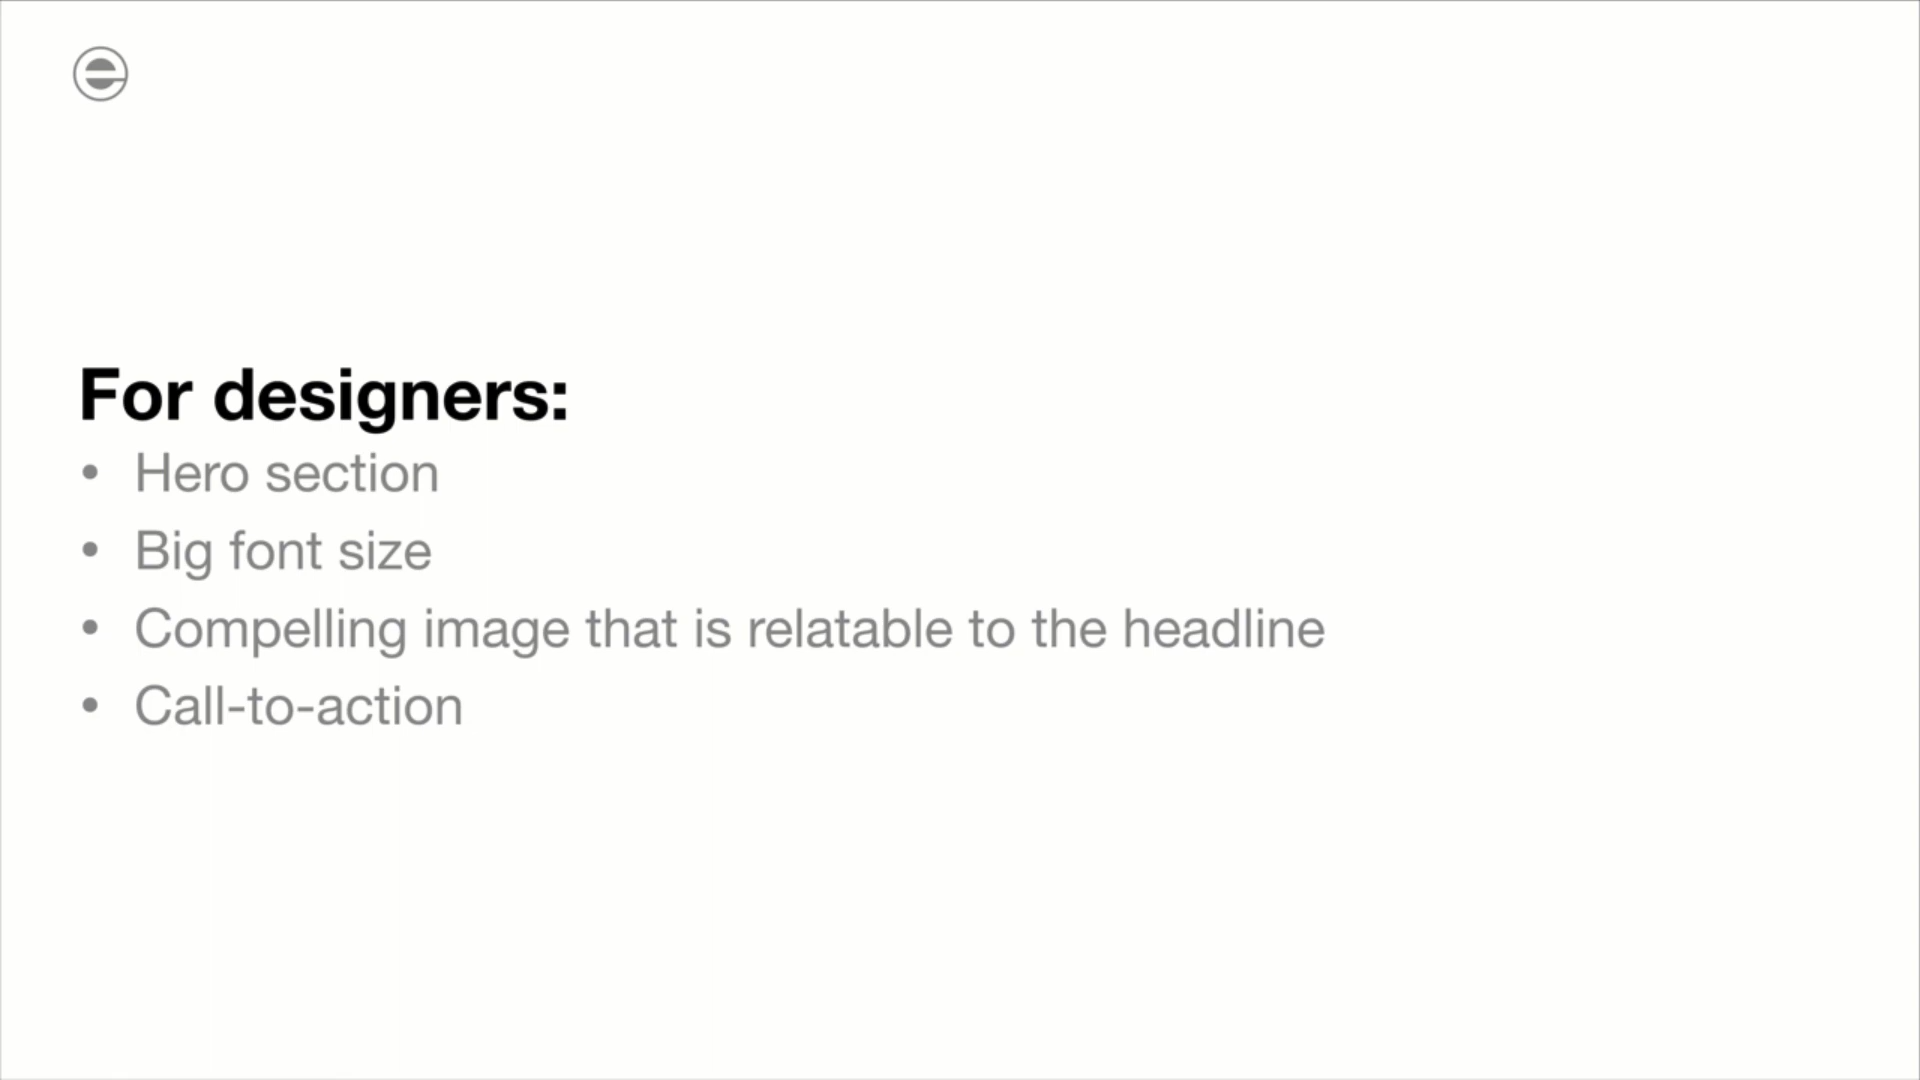 For designers:
• Hero section
• Big font size
• Compelling image that is relatable to the headline
• Call-to-action